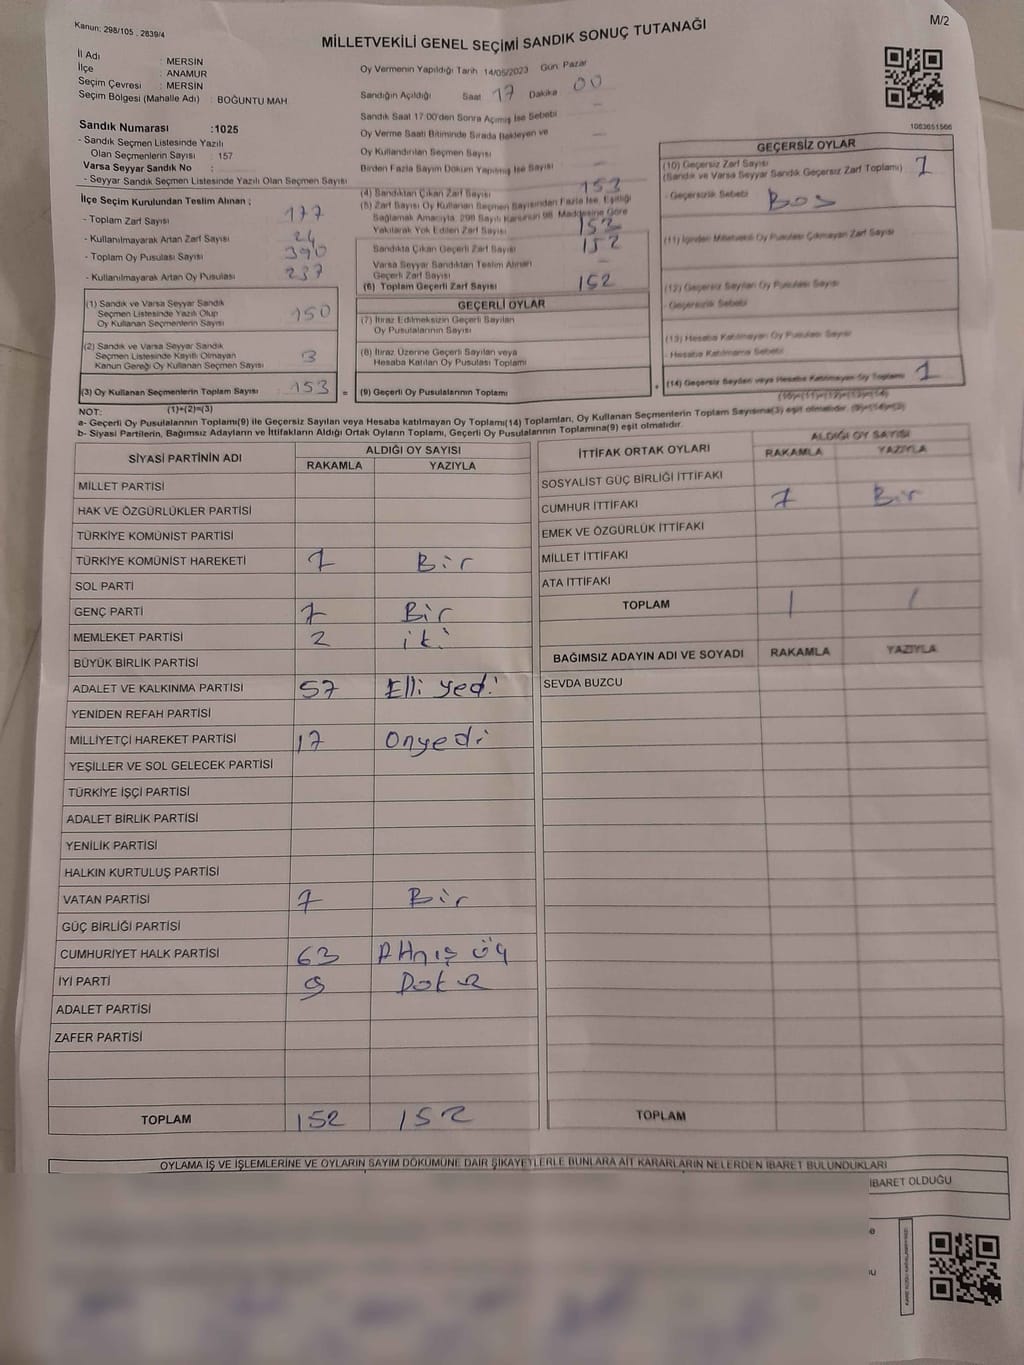 Kanun: 298/105 , 2839/4
M/2
MİLLETVEKİLİ GENEL SEÇİMİ SANDIK SONUÇ TUTANAĞI
İl Adı : MERSİN
İlçe : ANAMUR
Seçim Çevresi : MERSİN
Seçim Bölgesi (Mahalle Adı) : BOĞUNTU MAH
Oy Vermenin Yapıldığı Tarih 14/05/2023 Gün: Pazar
Sandığın Açıldığı Saat 17 Dakika 00
Sandık Saat 17:00'den Sonra Açımış İse Sebebi —
Oy Verme Saati Bitiminde Sırada Bekleyen ve
Oy Kullandırılan Seçmen Sayısı —
Birden Fazla Sayım Döküm Yapılmış İse Sayısı —
1083651566
Sandık Numarası :1025
- Sandık Seçmen Listesinde Yazılı
Olan Seçmenlerin Sayısı : 157
Varsa Seyyar Sandık No :
- Seyyar Sandık Seçmen Listesinde Yazılı Olan Seçmen Sayısı
İlçe Seçim Kurulundan Teslim Alınan ;
- Toplam Zarf Sayısı 177
- Kullanılmayarak Artan Zarf Sayısı 24
- Toplam Oy Pusulası Sayısı 390
- Kullanılmayarak Artan Oy Pusulası 237
(1) Sandık ve Varsa Seyyar Sandık
Seçmen Listesinde Yazılı Olup
Oy Kullanan Seçmenlerin Sayısı 150
(2) Sandık ve Varsa Seyyar Sandık
Seçmen Listesinde Kayıtlı Olmayan
Kanun Gereği Oy Kullanan Seçmen Sayısı 3
(3) Oy Kullanan Seçmenlerin Toplam Sayısı 153 =
(1)+(2)=(3)
(4) Sandıktan Çıkan Zarf Sayısı 153
(5) Zarf Sayısı Oy Kullanan Seçmen Sayısından Fazla İse, Eşitliği
Sağlamak Amacıyla, 298 Sayılı Kanunun 98. Maddesine Göre
Yakılarak Yok Edilen Zarf Sayısı 152
Sandıkta Çıkan Geçerli Zarf Sayısı 152
Varsa Seyyar Sandıktan Teslim Alınan
Geçerli Zarf Sayısı —
(6) Toplam Geçerli Zarf Sayısı 152
GEÇERLİ OYLAR
(7) İtiraz Edilmeksizin Geçerli Sayılan
Oy Pusulalarının Sayısı
(8) İtiraz Üzerine Geçerli Sayılan veya
Hesaba Katılan Oy Pusulası Toplamı
(9) Geçerli Oy Pusulalarının Toplamı +
GEÇERSİZ OYLAR
(10) Geçersiz Zarf Sayısı
(Sandık ve Varsa Seyyar Sandık Geçersiz Zarf Toplamı) 1
- Geçersizlik Sebebi Boş
(11) İçinden Milletvekili Oy Pusulası Çıkmayan Zarf Sayısı
(12) Geçersiz Sayılan Oy Pusulası Sayısı
- Geçersizlik Sebebi
(13) Hesaba Katılmayan Oy Pusulası Sayısı
- Hesaba Katılmama Sebebi
(14) Geçersiz Sayılan veya Hesaba Katılmayan Oy Toplamı 1
(10)+(11)+(12)+(13)=(14)
NOT:
a- Geçerli Oy Pusulalarının Toplamı(9) ile Geçersiz Sayılan veya Hesaba katılmayan Oy Toplamı(14) Toplamları, Oy Kullanan Seçmenlerin Toplam Sayısına(3) eşit olmalıdır. (9)+(14)=(3)
b- Siyasi Partilerin, Bağımsız Adayların ve İttifakların Aldığı Ortak Oyların Toplamı, Geçerli Oy Pusulalarının Toplamına(9) eşit olmalıdır.
SİYASİ PARTİNİN ADI
ALDIĞI OY SAYISI
RAKAMLA YAZIYLA
MİLLET PARTİSİ
HAK VE ÖZGÜRLÜKLER PARTİSİ
TÜRKİYE KOMÜNİST PARTİSİ
TÜRKİYE KOMÜNİST HAREKETİ 1 Bir
SOL PARTİ
GENÇ PARTİ 1 Bir
MEMLEKET PARTİSİ 2 iki
BÜYÜK BİRLİK PARTİSİ
ADALET VE KALKINMA PARTİSİ 57 Elli yedi
YENİDEN REFAH PARTİSİ
MİLLİYETÇİ HAREKET PARTİSİ 17 Onyedi
YEŞİLLER VE SOL GELECEK PARTİSİ
TÜRKİYE İŞÇİ PARTİSİ
ADALET BİRLİK PARTİSİ
YENİLİK PARTİSİ
HALKIN KURTULUŞ PARTİSİ
VATAN PARTİSİ 1 Bir
GÜÇ BİRLİĞİ PARTİSİ
CUMHURİYET HALK PARTİSİ 63 Altmış üç
İYİ PARTİ 9 Dokuz
ADALET PARTİSİ
ZAFER PARTİSİ
TOPLAM 152 152
İTTİFAK ORTAK OYLARI
ALDIĞI OY SAYISI
RAKAMLA YAZIYLA
SOSYALİST GÜÇ BİRLİĞİ İTTİFAKI
CUMHUR İTTİFAKI 1 Bir
EMEK VE ÖZGÜRLÜK İTTİFAKI
MİLLET İTTİFAKI
ATA İTTİFAKI
TOPLAM 1 1
BAĞIMSIZ ADAYIN ADI VE SOYADI RAKAMLA YAZIYLA
SEVDA BUZCU
TOPLAM
OYLAMA İŞ VE İŞLEMLERİNE VE OYLARIN SAYIM DÖKÜMÜNE DAİR ŞİKAYETLERLE BUNLARA AİT KARARLARIN NELERDEN İBARET BULUNDUKLARI
İBARET OLDUĞU